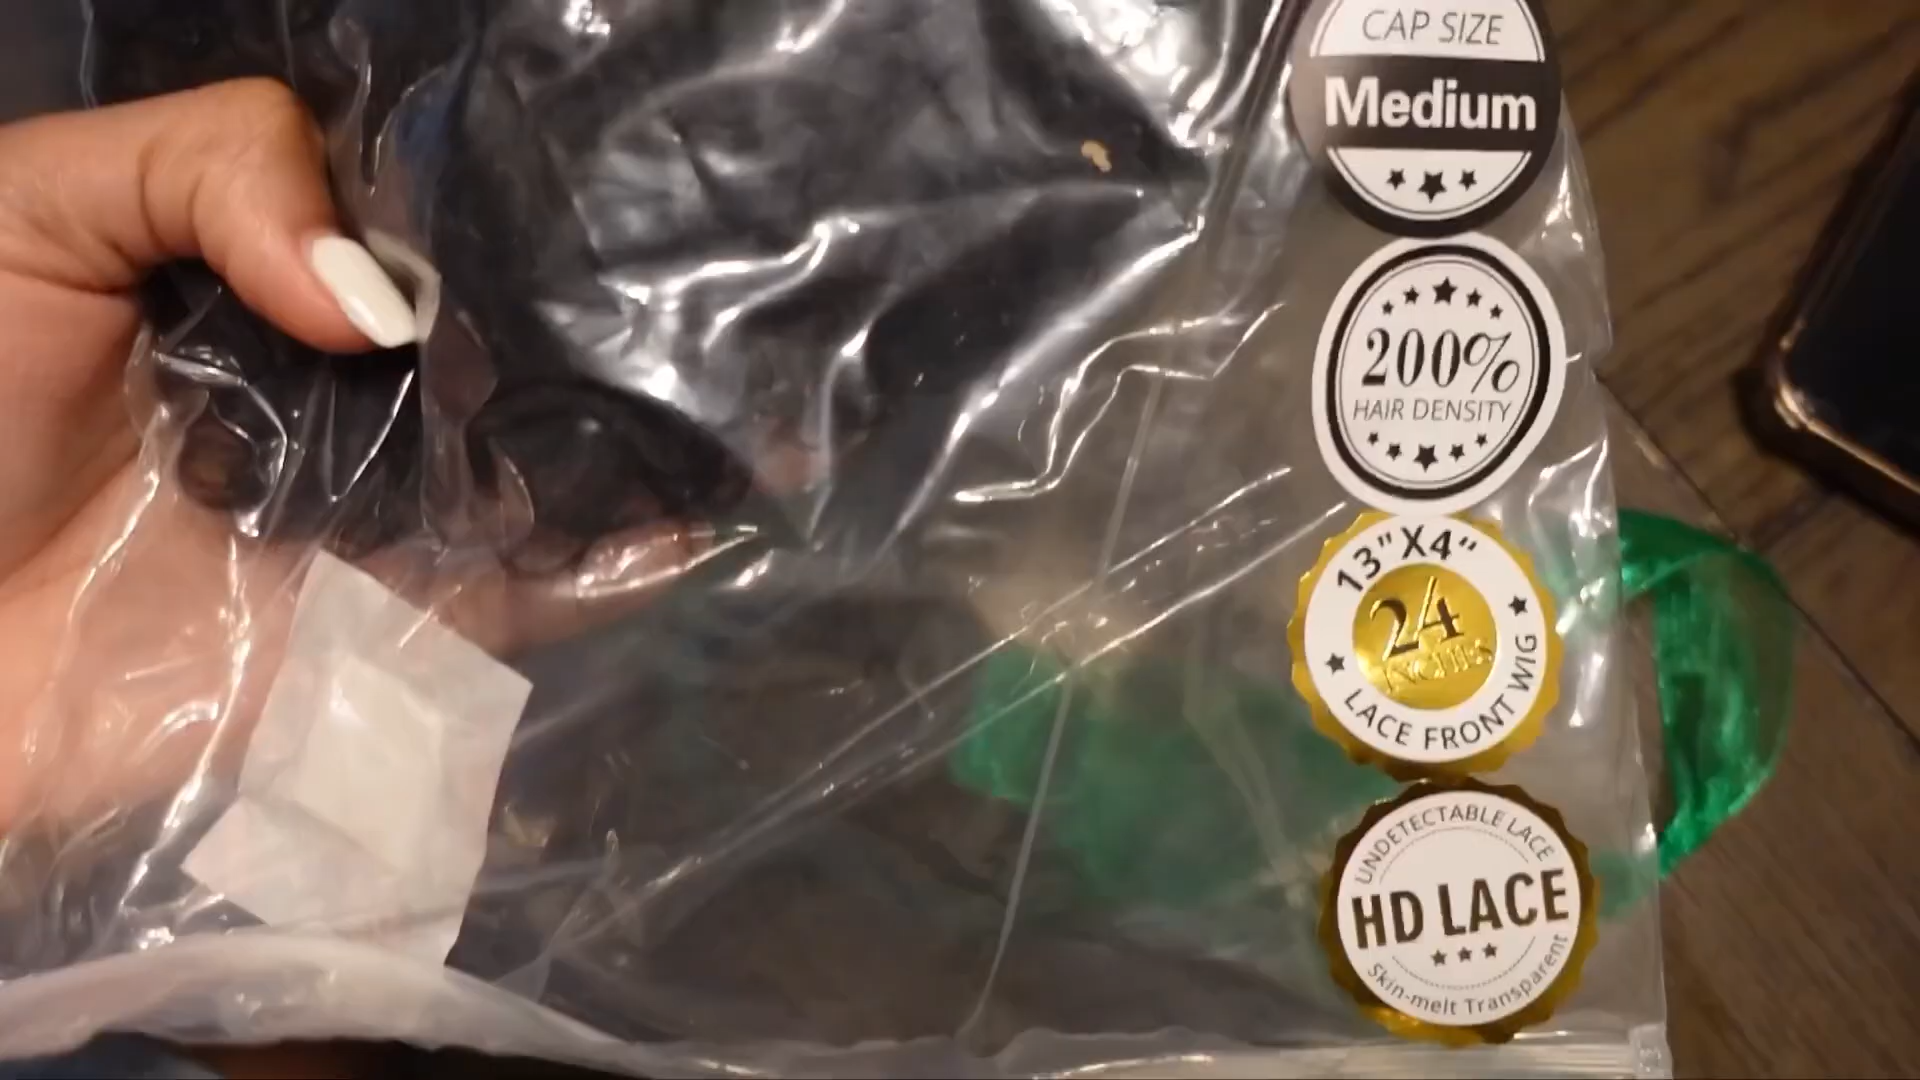 CAP SIZE
Medium
200%
HAIR DENSITY
13" X4"
24
INCHES
LACE FRONT WIG
UNDETECTABLE LACE
HD LACE
Skin-melt Transparent